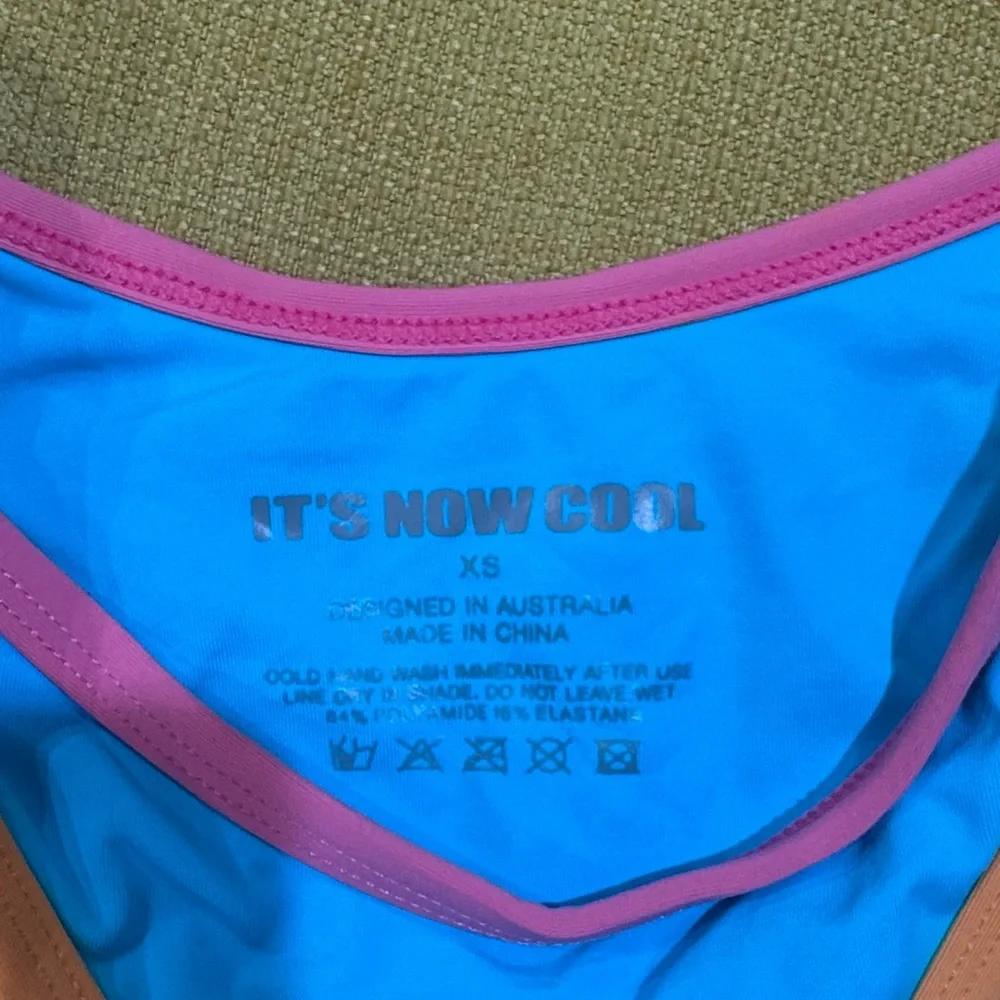 IT'S NOW COOL
XS
DESIGNED IN AUSTRALIA
MADE IN CHINA
COLD HAND WASH IMMEDIATELY AFTER USE
LINE DRY IN SHADE. DO NOT LEAVE WET
84% POLYAMIDE 16% ELASTANE